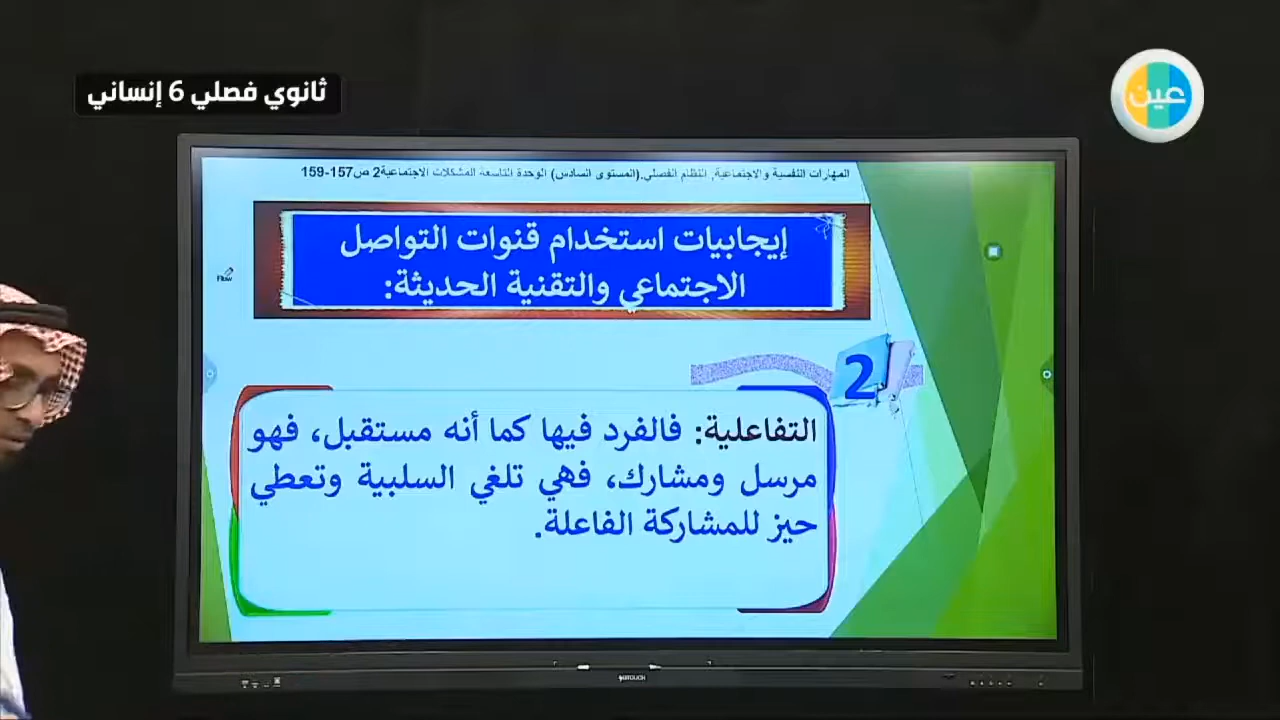 ثانوي فصلي 6 إنساني
عين
المهارات النفسية والاجتماعية, النظام الفصلي.(المستوى السادس) الوحدة التاسعة المشكلات الاجتماعية2 ص157-159
إيجابيات استخدام قنوات التواصل
الاجتماعي والتقنية الحديثة:
Flow
2
التفاعلية: فالفرد فيها كما أنه مستقبل، فهو
مرسل ومشارك، فهي تلغي السلبية وتعطي
حيز للمشاركة الفاعلة.